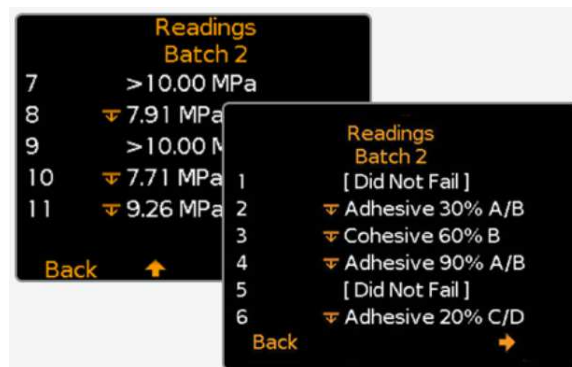 Readings
Batch 2
7 >10.00 MPa
8 7.91 MPa
9 >10.00 M
10 7.71 MPa
11 9.26 MPa
Back
Readings
Batch 2
1 [ Did Not Fail ]
2 Adhesive 30% A/B
3 Cohesive 60% B
4 Adhesive 90% A/B
5 [ Did Not Fail ]
6 Adhesive 20% C/D
Back